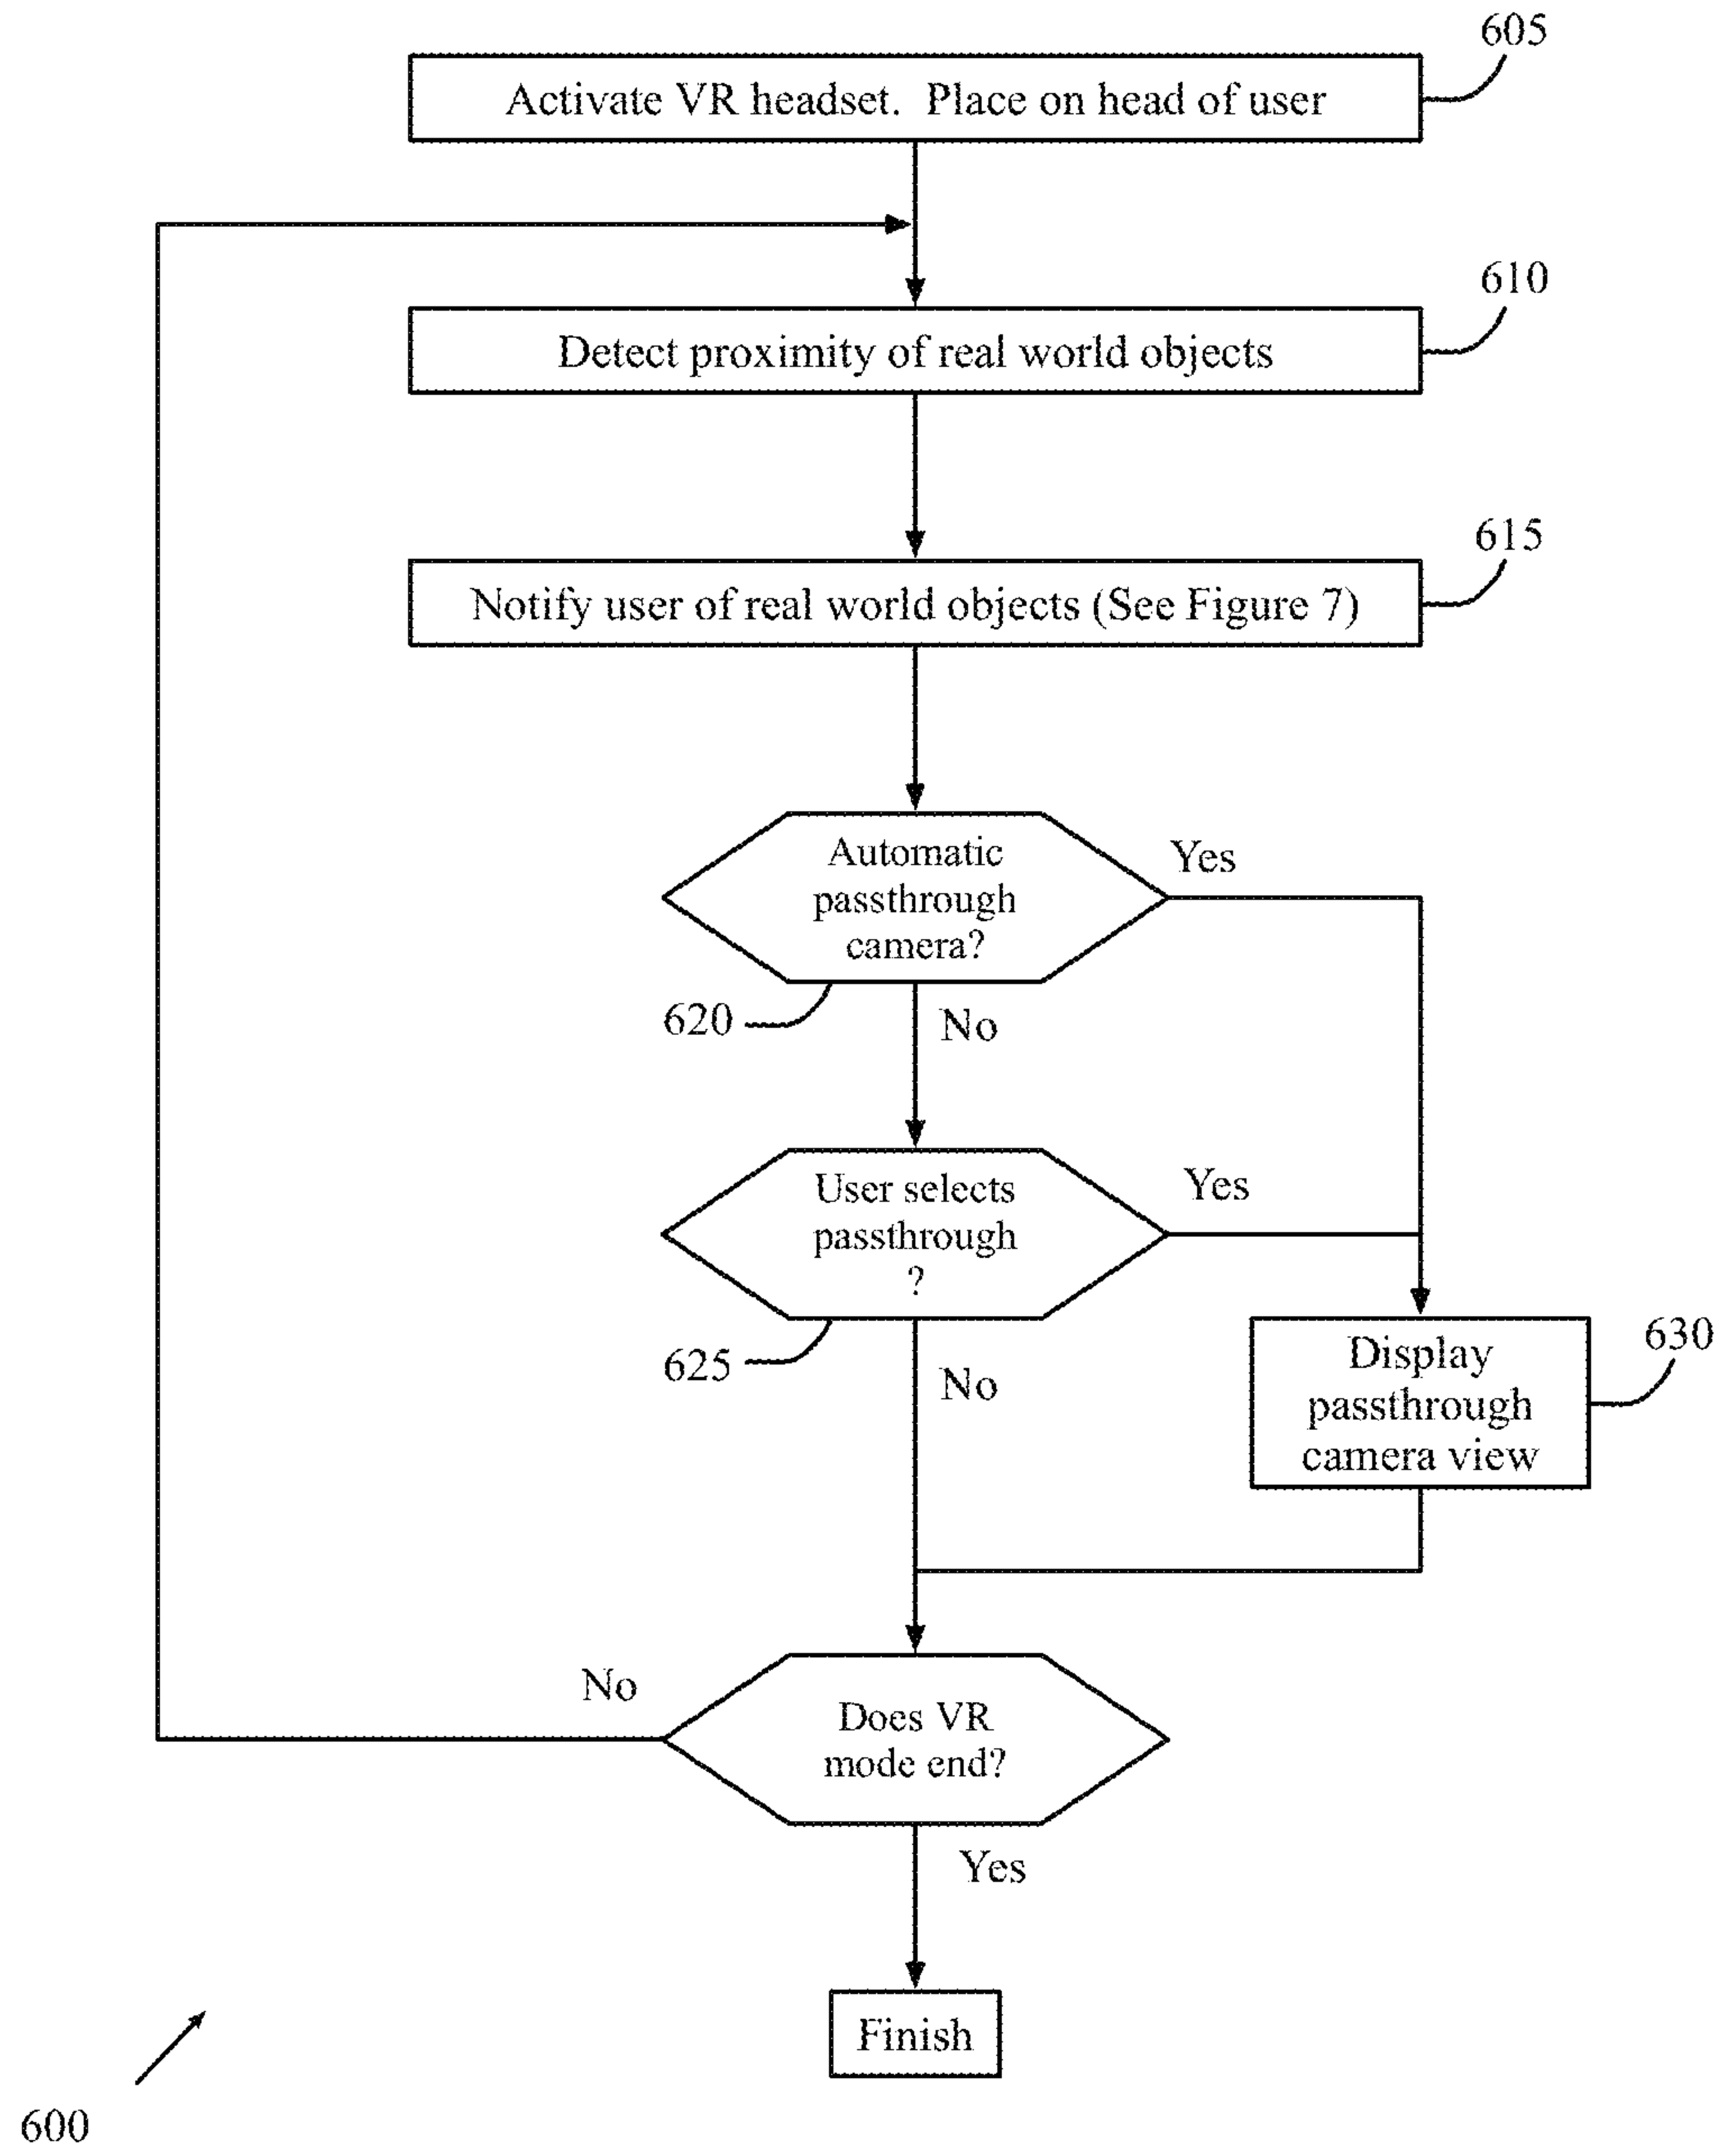 605
Activate VR headset.  Place on head of user
610
Detect proximity of real world objects
615
Notify user of real world objects (See Figure 7)
Automatic
passthrough
camera?
Yes
620
No
User selects
passthrough
?
Yes
625
No
Display
passthrough
camera view
630
No
Does VR
mode end?
Yes
Finish
600